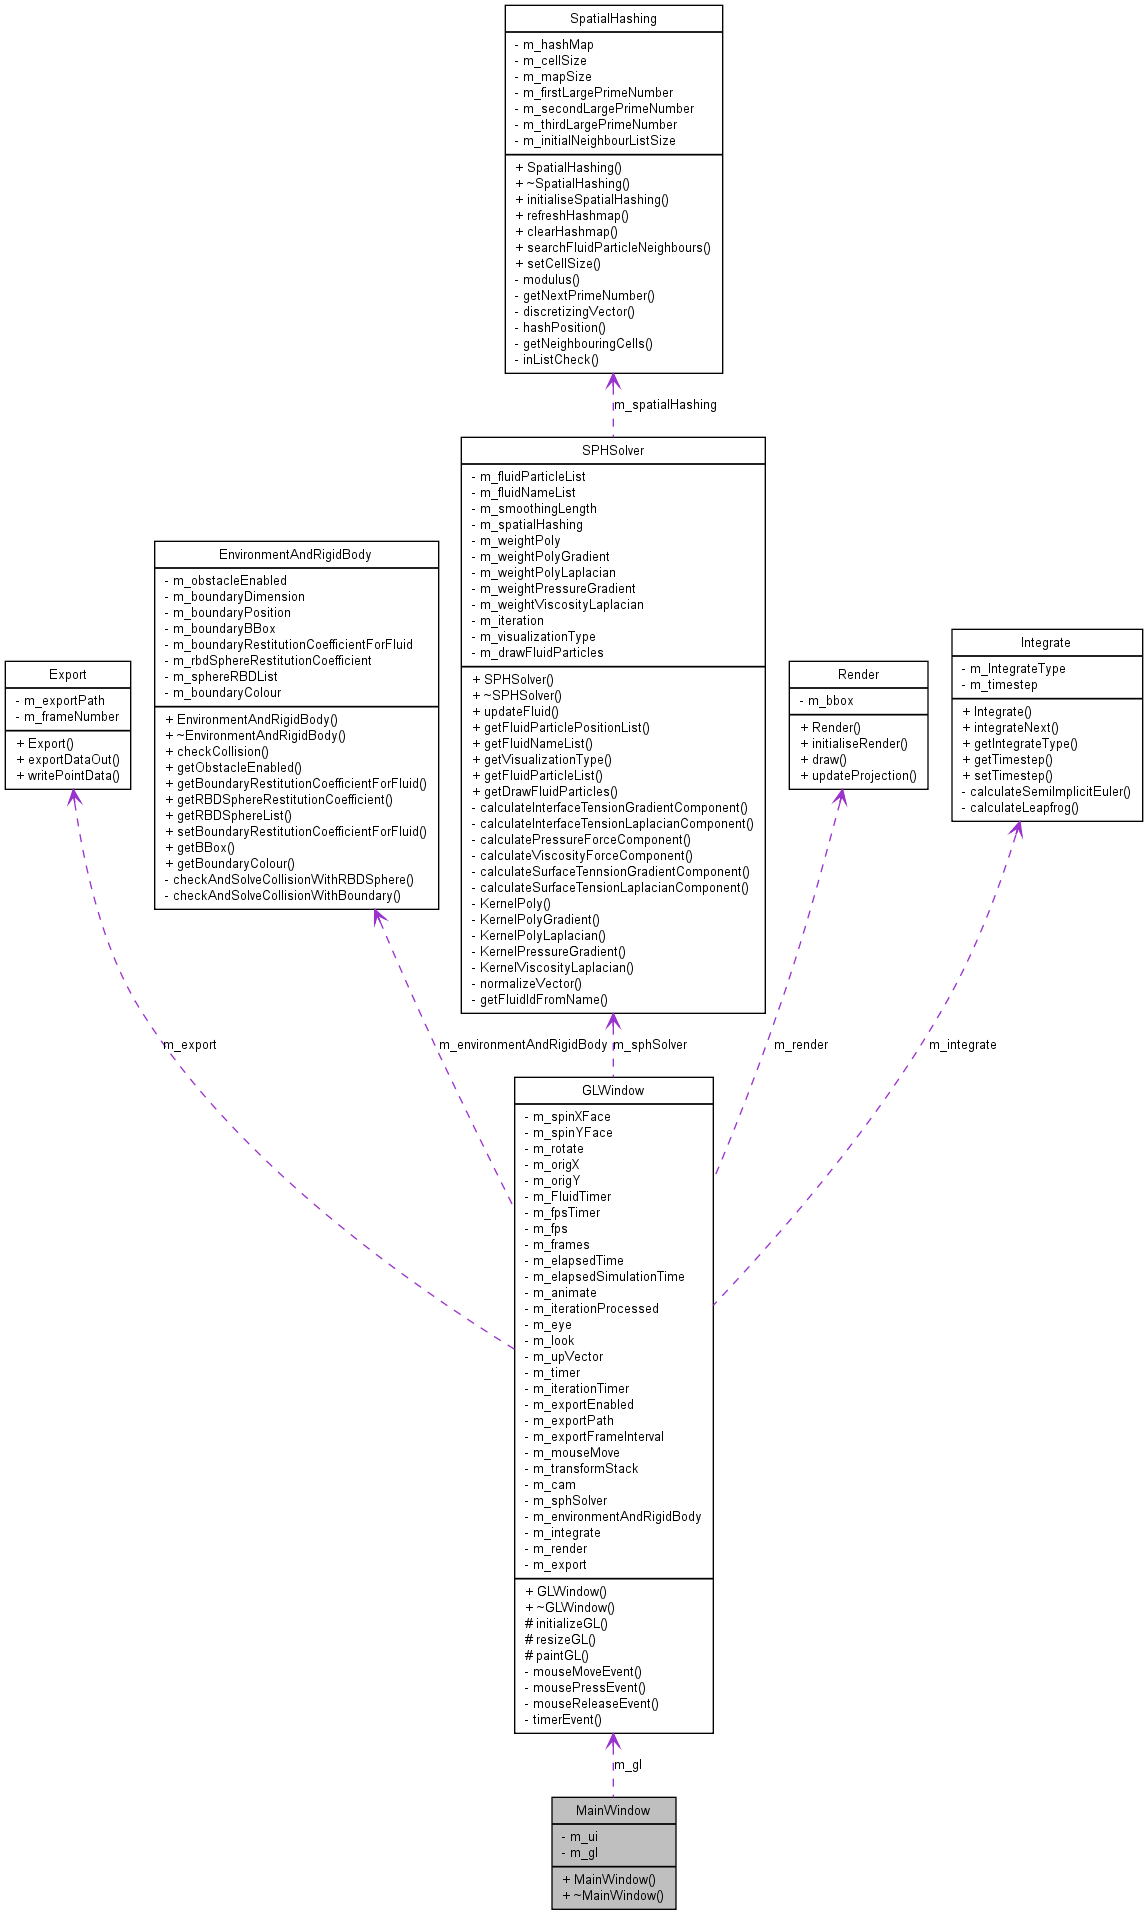 SpatialHashing
- m_hashMap
- m_cellSize
- m_mapSize
- m_firstLargePrimeNumber
- m_secondLargePrimeNumber
- m_thirdLargePrimeNumber
- m_initialNeighbourListSize
+ SpatialHashing()
+ ~SpatialHashing()
+ initialiseSpatialHashing()
+ refreshHashmap()
+ clearHashmap()
+ searchFluidParticleNeighbours()
+ setCellSize()
- modulus()
- getNextPrimeNumber()
- discretizingVector()
- hashPosition()
- getNeighbouringCells()
- inListCheck()
m_spatialHashing
SPHSolver
- m_fluidParticleList
- m_fluidNameList
- m_smoothingLength
- m_spatialHashing
- m_weightPoly
- m_weightPolyGradient
- m_weightPolyLaplacian
- m_weightPressureGradient
- m_weightViscosityLaplacian
- m_iteration
- m_visualizationType
- m_drawFluidParticles
+ SPHSolver()
+ ~SPHSolver()
+ updateFluid()
+ getFluidParticlePositionList()
+ getFluidNameList()
+ getVisualizationType()
+ getFluidParticleList()
+ getDrawFluidParticles()
- calculateInterfaceTensionGradientComponent()
- calculateInterfaceTensionLaplacianComponent()
- calculatePressureForceComponent()
- calculateViscosityForceComponent()
- calculateSurfaceTennsionGradientComponent()
- calculateSurfaceTensionLaplacianComponent()
- KernelPoly()
- KernelPolyGradient()
- KernelPolyLaplacian()
- KernelPressureGradient()
- KernelViscosityLaplacian()
- normalizeVector()
- getFluidIdFromName()
EnvironmentAndRigidBody
- m_obstacleEnabled
- m_boundaryDimension
- m_boundaryPosition
- m_boundaryBBox
- m_boundaryRestitutionCoefficientForFluid
- m_rbdSphereRestitutionCoefficient
- m_sphereRBDList
- m_boundaryColour
+ EnvironmentAndRigidBody()
+ ~EnvironmentAndRigidBody()
+ checkCollision()
+ getObstacleEnabled()
+ getBoundaryRestitutionCoefficientForFluid()
+ getRBDSphereRestitutionCoefficient()
+ getRBDSphereList()
+ setBoundaryRestitutionCoefficientForFluid()
+ getBBox()
+ getBoundaryColour()
- checkAndSolveCollisionWithRBDSphere()
- checkAndSolveCollisionWithBoundary()
Export
- m_exportPath
- m_frameNumber
+ Export()
+ exportDataOut()
+ writePointData()
Render
- m_bbox
+ Render()
+ initialiseRender()
+ draw()
+ updateProjection()
Integrate
- m_IntegrateType
- m_timestep
+ Integrate()
+ integrateNext()
+ getIntegrateType()
+ getTimestep()
+ setTimestep()
- calculateSemiImplicitEuler()
- calculateLeapfrog()
m_export
m_environmentAndRigidBody
m_sphSolver
m_render
m_integrate
GLWindow
- m_spinXFace
- m_spinYFace
- m_rotate
- m_origX
- m_origY
- m_FluidTimer
- m_fpsTimer
- m_fps
- m_frames
- m_elapsedTime
- m_elapsedSimulationTime
- m_animate
- m_iterationProcessed
- m_eye
- m_look
- m_upVector
- m_timer
- m_iterationTimer
- m_exportEnabled
- m_exportPath
- m_exportFrameInterval
- m_mouseMove
- m_transformStack
- m_cam
- m_sphSolver
- m_environmentAndRigidBody
- m_integrate
- m_render
- m_export
+ GLWindow()
+ ~GLWindow()
# initializeGL()
# resizeGL()
# paintGL()
- mouseMoveEvent()
- mousePressEvent()
- mouseReleaseEvent()
- timerEvent()
m_gl
MainWindow
- m_ui
- m_gl
+ MainWindow()
+ ~MainWindow()